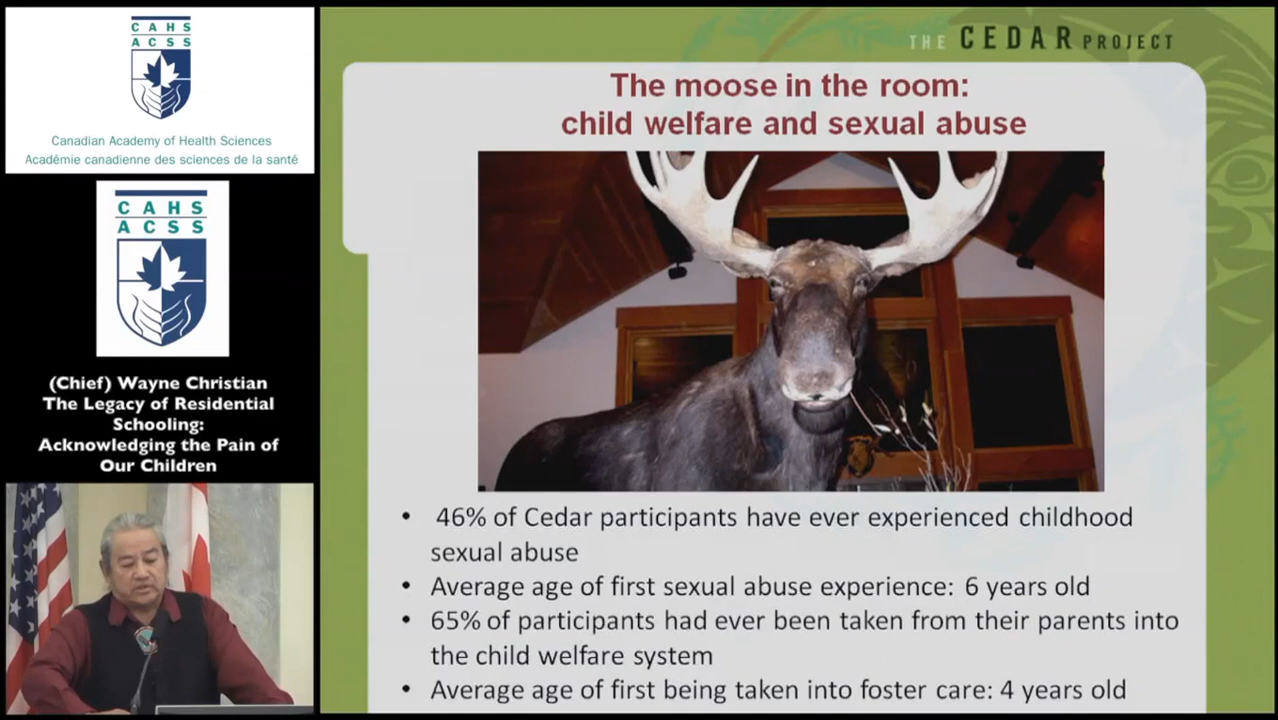 CAHS
ACSS
Canadian Academy of Health Sciences
Académie canadienne des sciences de la santé
CAHS
ACSS
(Chief) Wayne Christian
The Legacy of Residential
Schooling:
Acknowledging the Pain of
Our Children
THE CEDAR PROJECT
The moose in the room:
child welfare and sexual abuse
• 46% of Cedar participants have ever experienced childhood
sexual abuse
• Average age of first sexual abuse experience: 6 years old
• 65% of participants had ever been taken from their parents into
the child welfare system
• Average age of first being taken into foster care: 4 years old